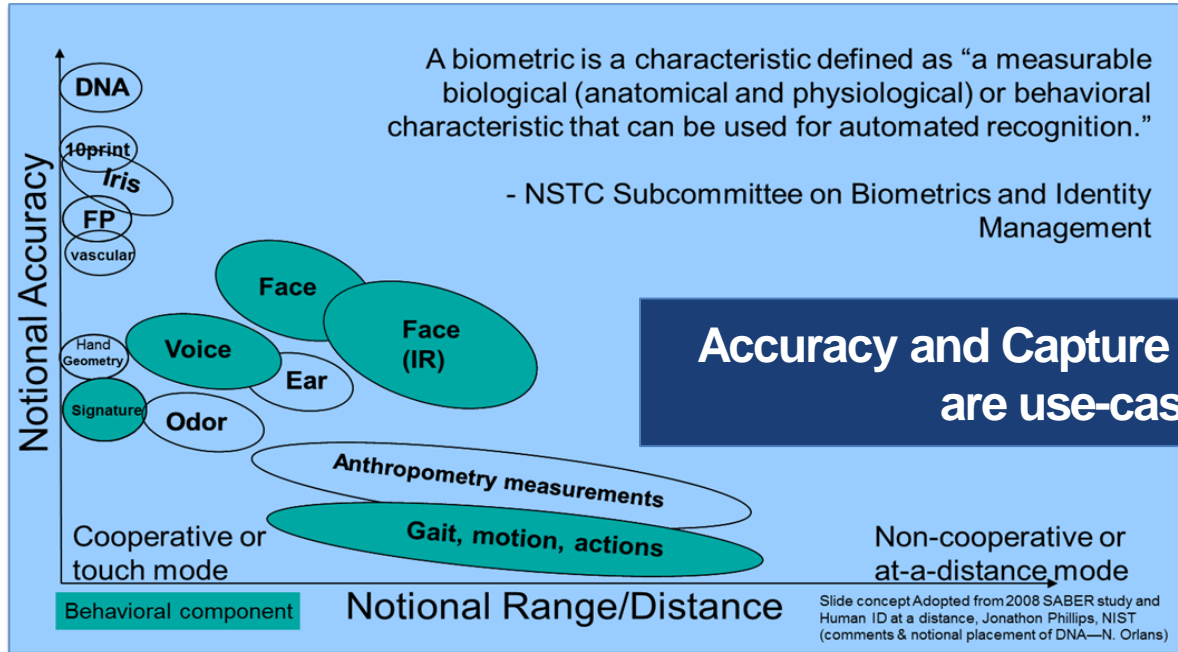 A biometric is a characteristic defined as “a measurable
biological (anatomical and physiological) or behavioral
characteristic that can be used for automated recognition.”
- NSTC Subcommittee on Biometrics and Identity
Management
Notional Accuracy
DNA
10print
Iris
FP
vascular
Face
Face
(IR)
Hand
Geometry
Voice
Ear
Signature
Odor
Accuracy and Capture
are use-cas
Anthropometry measurements
Gait, motion, actions
Cooperative or
touch mode
Non-cooperative or
at-a-distance mode
Behavioral component
Notional Range/Distance
Slide concept Adopted from 2008 SABER study and
Human ID at a distance, Jonathon Phillips, NIST
(comments & notional placement of DNA—N. Orlans)